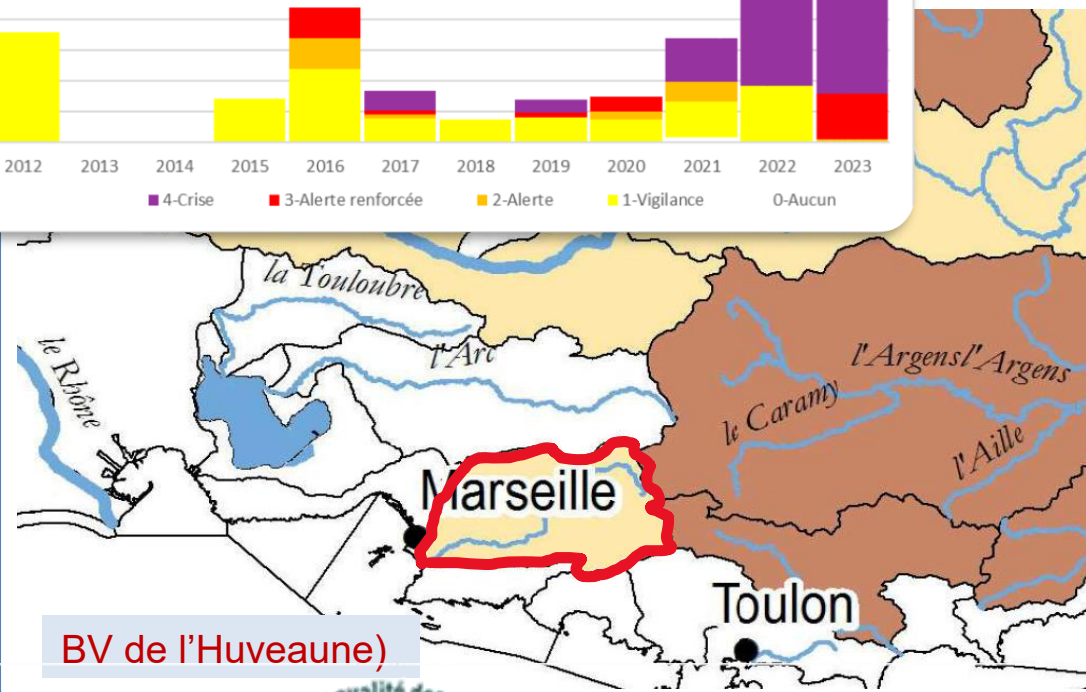 2012 2013 2014 2015 2016 2017 2018 2019 2020 2021 2022 2023
4-Crise 3-Alerte renforcée 2-Alerte 1-Vigilance 0-Aucun
la Touloubre
le Rhône
l'Arc
l'Argensl'Argens
le Caramy
l'Aille
Marseille
Toulon
BV de l'Huveaune)